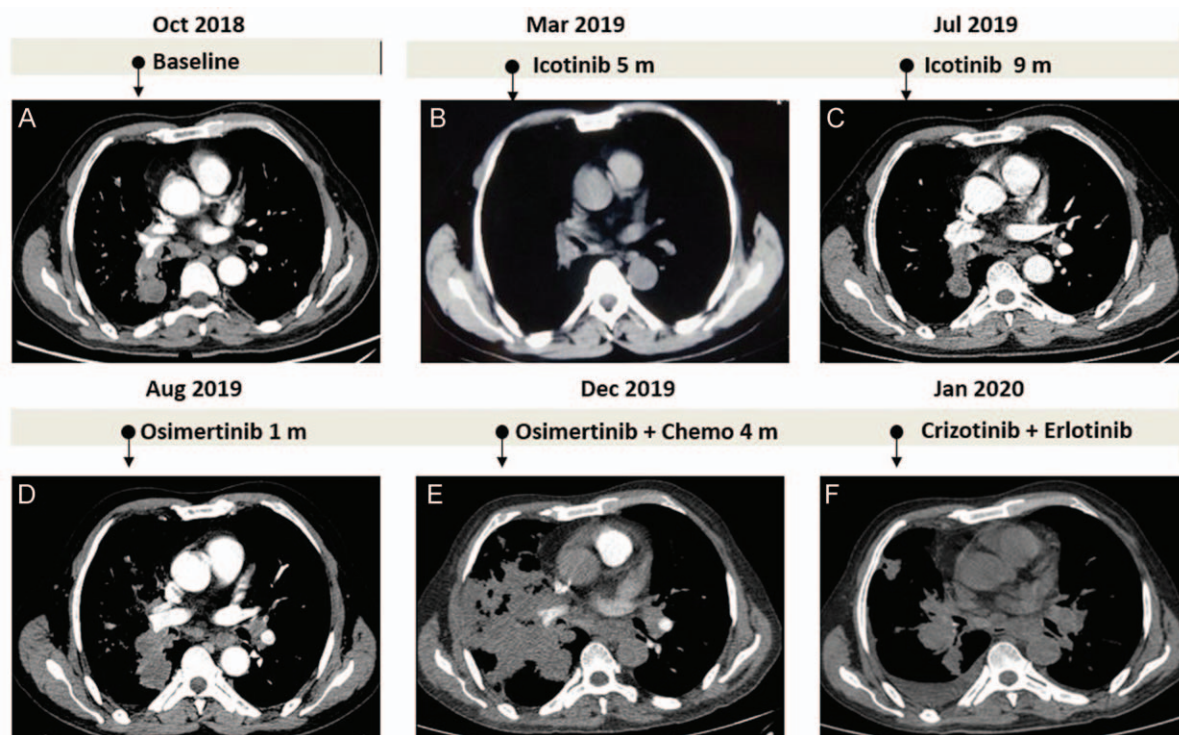 Oct 2018
Mar 2019
Jul 2019
Baseline
Icotinib 5 m
Icotinib 9 m
A
B
C
Aug 2019
Dec 2019
Jan 2020
Osimertinib 1 m
Osimertinib + Chemo 4 m
Crizotinib + Erlotinib
D
E
F